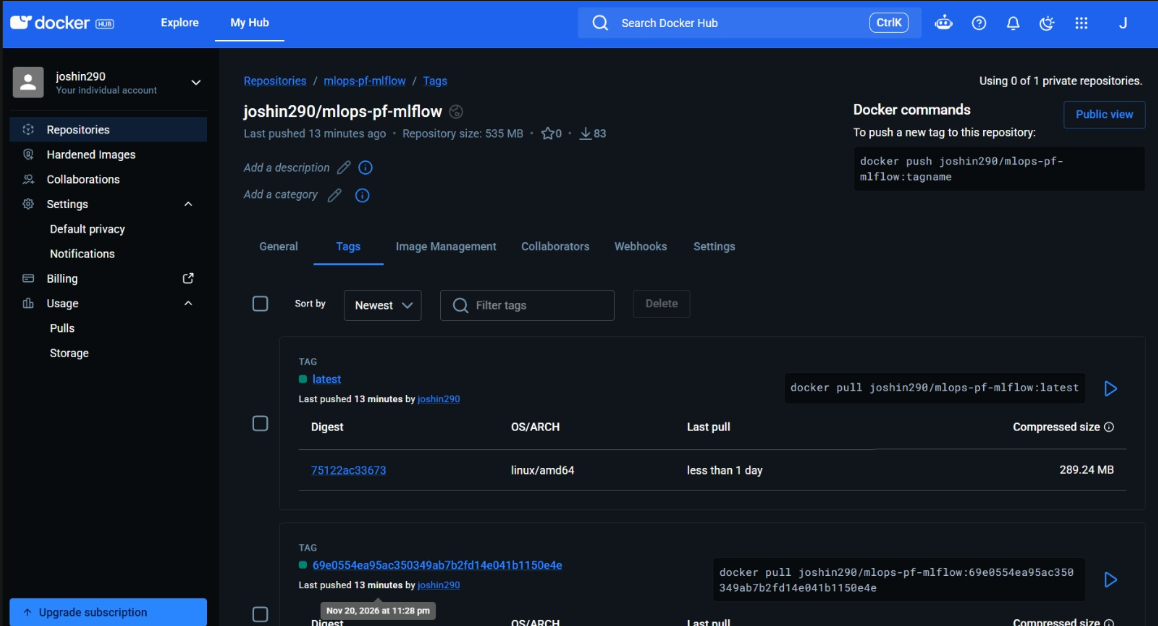 docker HUB
Explore
My Hub
Search Docker Hub
CtrlK
J
joshin290
Your individual account
Repositories
Hardened Images
Collaborations
Settings
Default privacy
Notifications
Billing
Usage
Pulls
Storage
Upgrade subscription
Repositories / mlops-pf-mlflow / Tags
Using 0 of 1 private repositories.
joshin290/mlops-pf-mlflow
Last pushed 13 minutes ago · Repository size: 535 MB · 0 · 83
Add a description
Add a category
Docker commands
Public view
To push a new tag to this repository:
docker push joshin290/mlops-pf-
mlflow:tagname
General
Tags
Image Management
Collaborators
Webhooks
Settings
Sort by
Newest
Filter tags
Delete
TAG
latest
Last pushed 13 minutes by joshin290
docker pull joshin290/mlops-pf-mlflow:latest
Digest OS/ARCH Last pull Compressed size
75122ac33673 linux/amd64 less than 1 day 289.24 MB
TAG
69e0554ea95ac350349ab7b2fd14e041b1150e4e
Last pushed 13 minutes by joshin290
docker pull joshin290/mlops-pf-mlflow:69e0554ea95ac350
349ab7b2fd14e041b1150e4e
Nov 20, 2026 at 11:28 pm
Digest OS/ARCH Last pull Compressed size